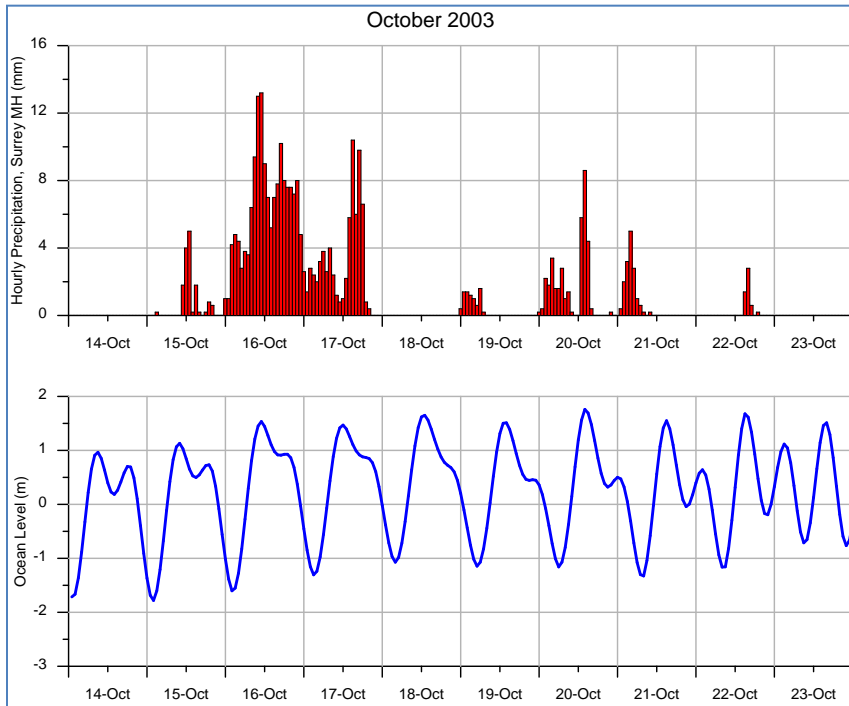 October 2003
Hourly Precipitation, Surrey MH (mm)
16
12
8
4
0
14-Oct 15-Oct 16-Oct 17-Oct 18-Oct 19-Oct 20-Oct 21-Oct 22-Oct 23-Oct
Ocean Level (m)
2
1
0
-1
-2
-3
14-Oct 15-Oct 16-Oct 17-Oct 18-Oct 19-Oct 20-Oct 21-Oct 22-Oct 23-Oct